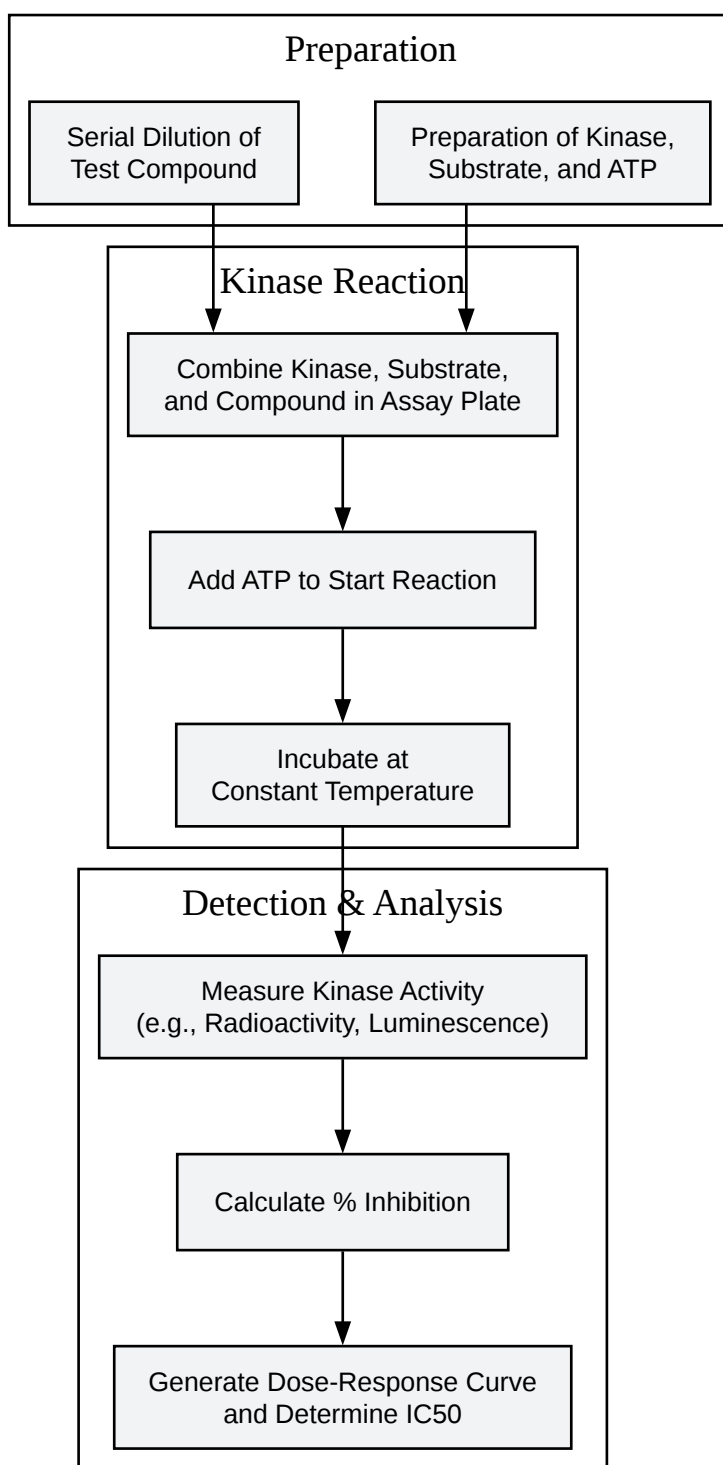 Preparation
Serial Dilution of
Test Compound
Preparation of Kinase,
Substrate, and ATP
Kinase Reaction
Combine Kinase, Substrate,
and Compound in Assay Plate
Add ATP to Start Reaction
Incubate at
Constant Temperature
Detection & Analysis
Measure Kinase Activity
(e.g., Radioactivity, Luminescence)
Calculate % Inhibition
Generate Dose-Response Curve
and Determine IC50